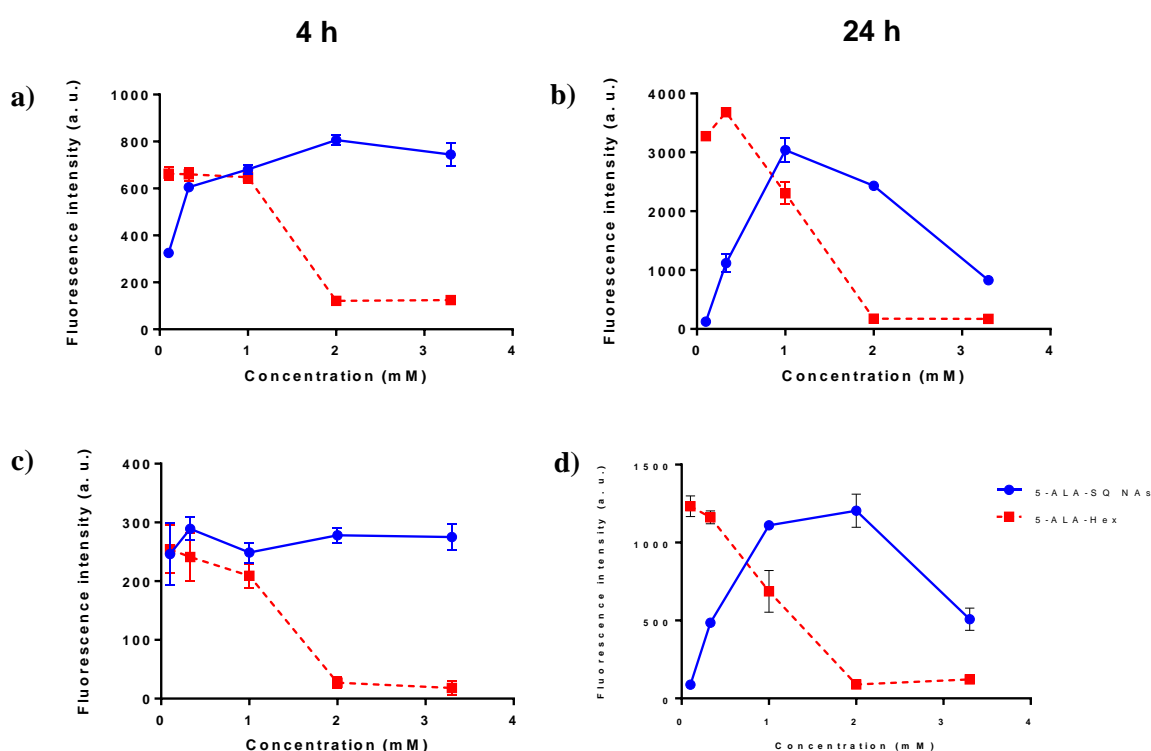 4 h
24 h
a)
Fluorescence intensity (a. u.)
1000
800
600
400
200
0
0 1 2 3 4
Concentration (mM)
b)
Fluorescence intensity (a. u.)
4000
3000
2000
1000
0
0 1 2 3 4
Concentration (mM)
c)
Fluorescence intensity (a. u.)
400
300
200
100
0
0 1 2 3 4
Concentration (mM)
d)
Fluorescence intensity (a. u.)
1500
1000
500
0
0 1 2 3 4
Concentration (mM)
5-ALA-SQ NAs
5-ALA-Hex